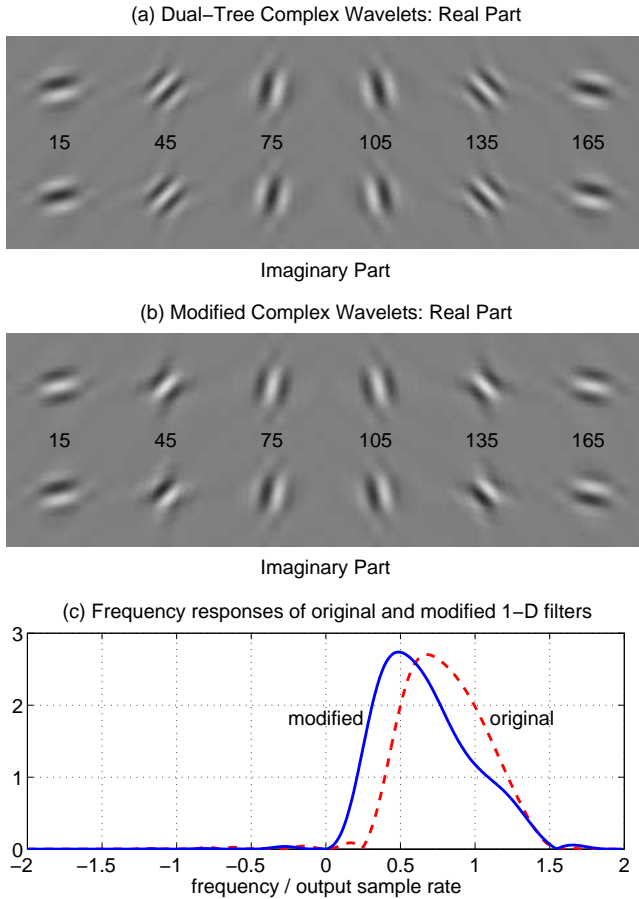 (a) Dual−Tree Complex Wavelets: Real Part
15 45 75 105 135 165
Imaginary Part
(b) Modified Complex Wavelets: Real Part
15 45 75 105 135 165
Imaginary Part
(c) Frequency responses of original and modified 1−D filters
3
2
1
0
modified
original
−2 −1.5 −1 −0.5 0 0.5 1 1.5 2
frequency / output sample rate